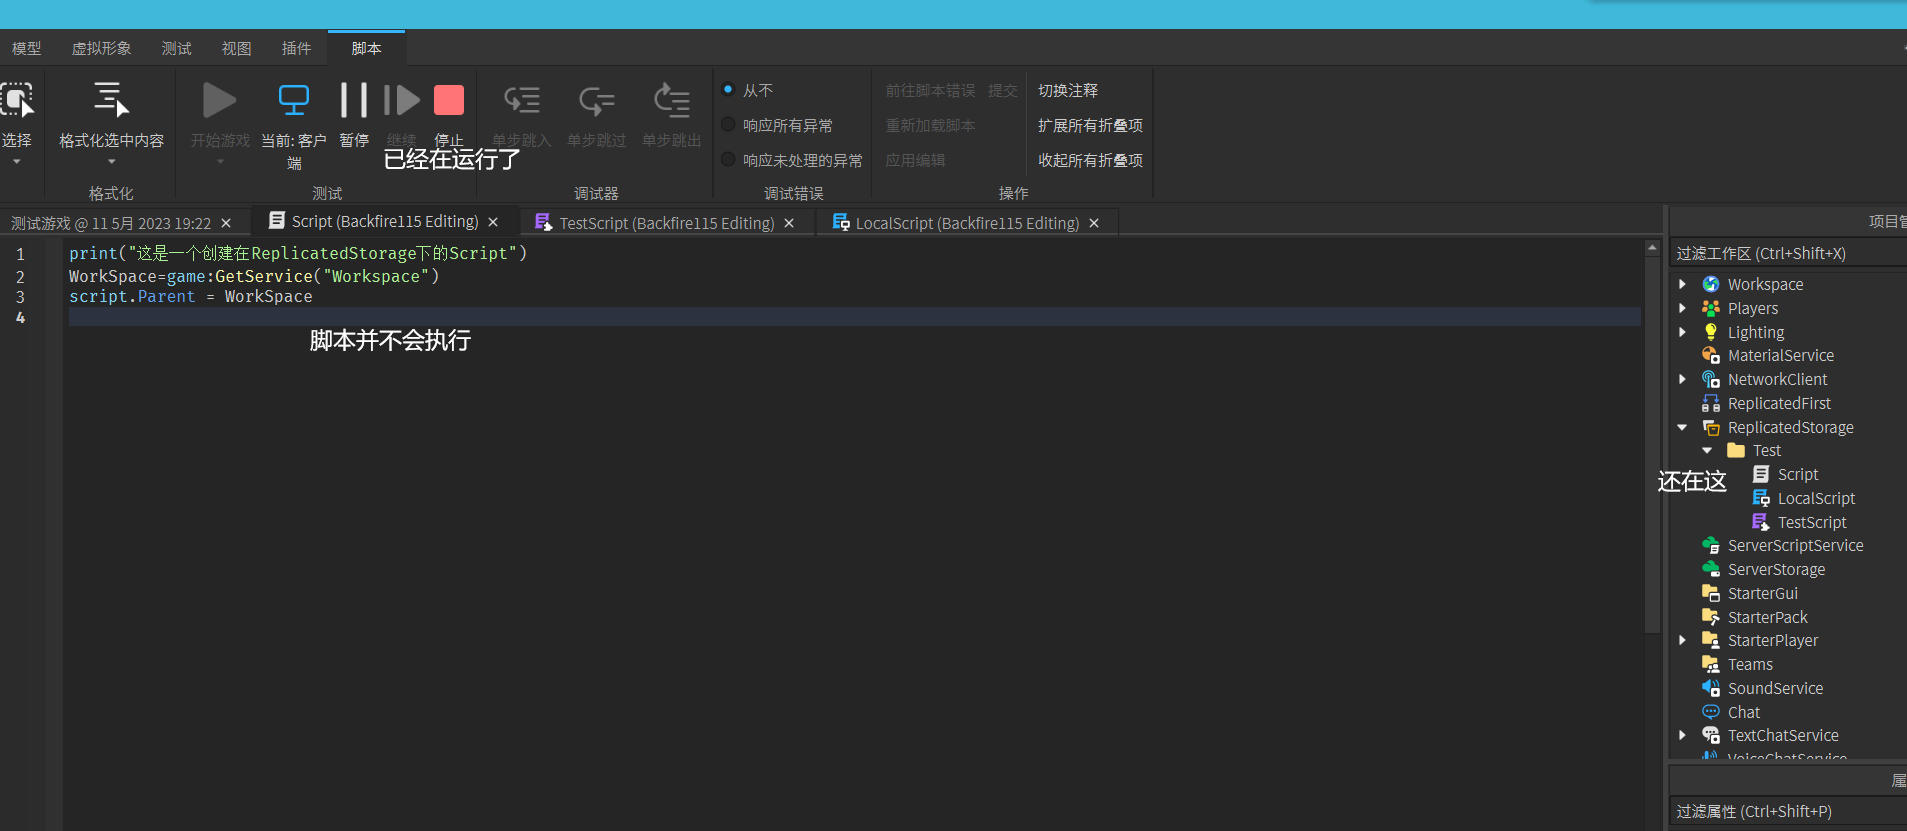 模型 虚拟形象 测试 视图 插件 脚本
选择
格式化选中内容
格式化
开始游戏
当前: 客户端
暂停
继续
停止
测试
已经在运行了
单步跳入 单步跳过 单步跳出
调试器
从不
响应所有异常
响应未处理的异常
调试错误
前往脚本错误 提交
重新加载脚本
应用编辑
切换注释
扩展所有折叠项
收起所有折叠项
操作
测试游戏 @ 11 5月 2023 19:22 ×
Script (Backfire115 Editing) ×
TestScript (Backfire115 Editing) ×
LocalScript (Backfire115 Editing) ×
1 print("这是一个创建在ReplicatedStorage下的Script")
2 WorkSpace=game:GetService("Workspace")
3 script.Parent = WorkSpace
4
脚本并不会执行
项目管
过滤工作区 (Ctrl+Shift+X)
Workspace
Players
Lighting
MaterialService
NetworkClient
ReplicatedFirst
ReplicatedStorage
Test
还在这
Script
LocalScript
TestScript
ServerScriptService
ServerStorage
StarterGui
StarterPack
StarterPlayer
Teams
SoundService
Chat
TextChatService
VoiceChatService
属
过滤属性 (Ctrl+Shift+P)